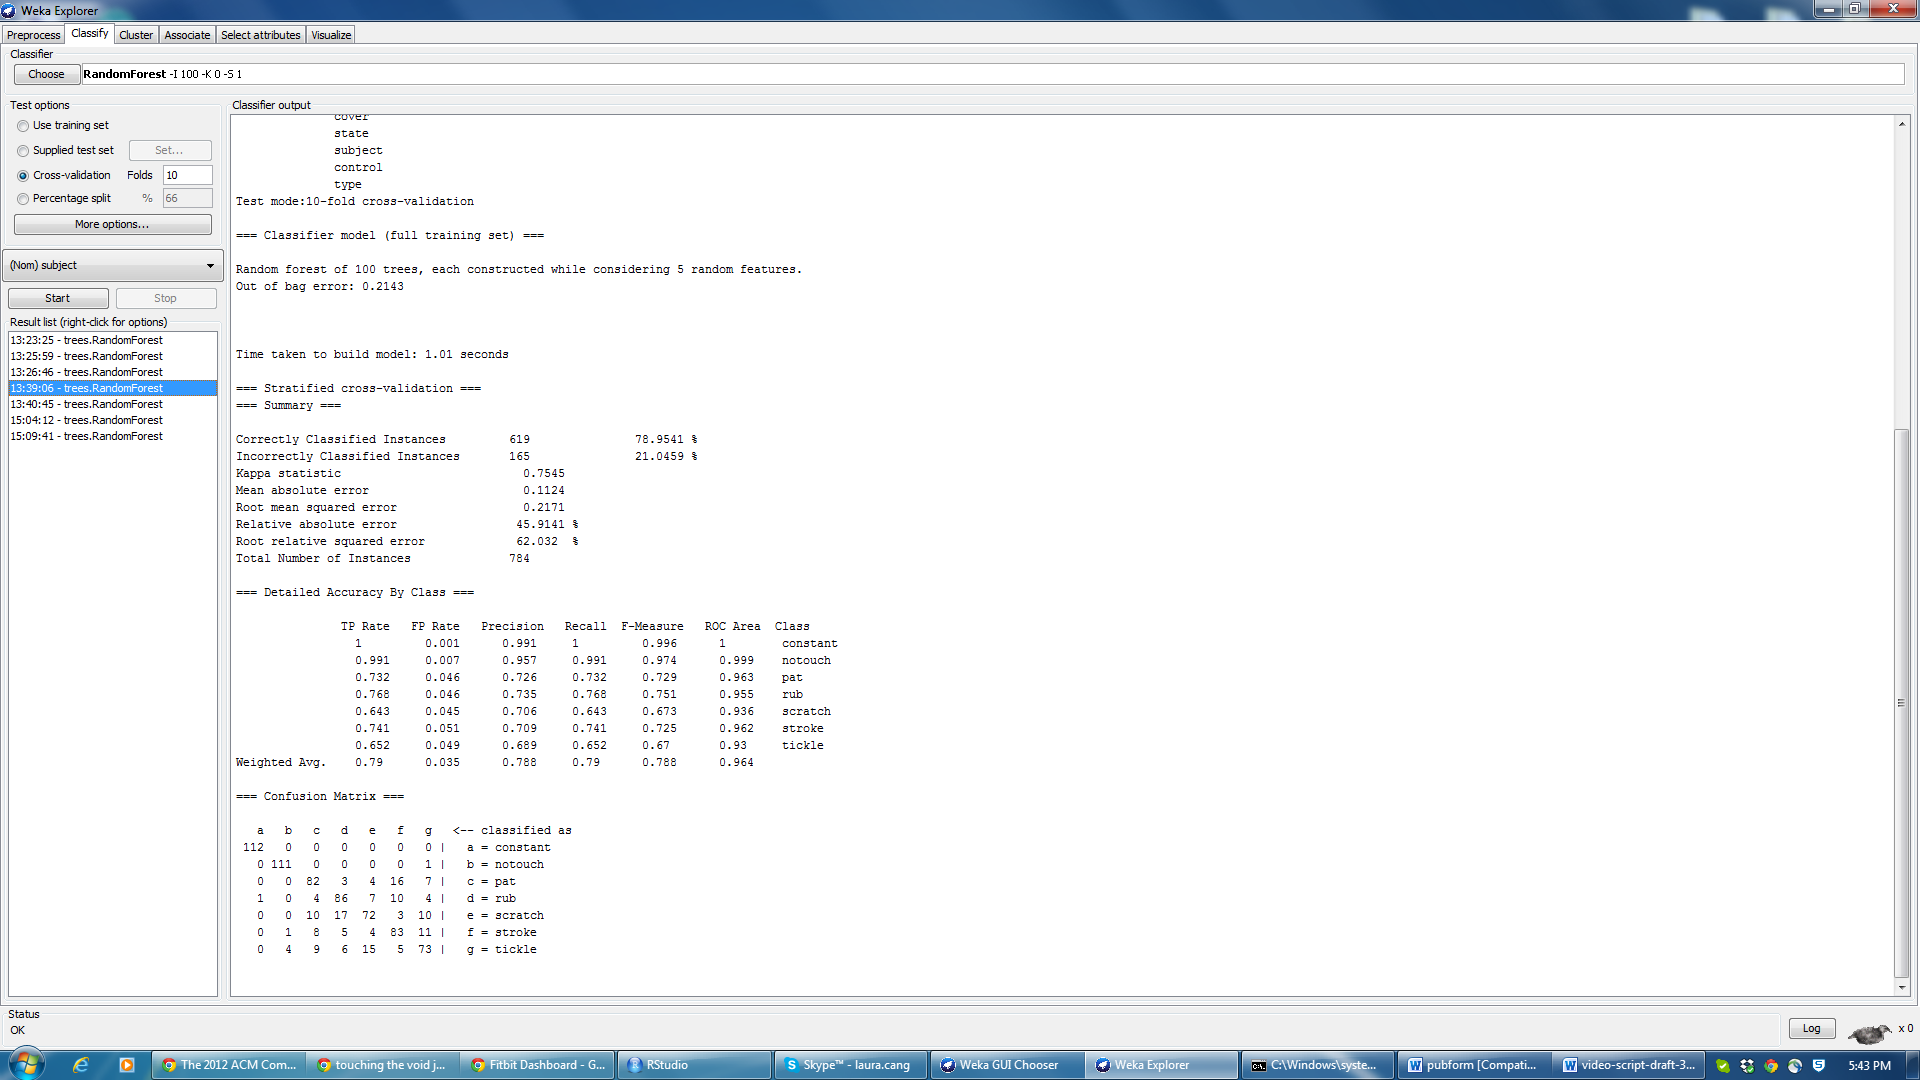 Weka Explorer
Preprocess Classify Cluster Associate Select attributes Visualize
Classifier
Choose RandomForest -I 100 -K 0 -S 1
Test options
Use training set
Supplied test set Set...
Cross-validation Folds 10
Percentage split % 66
More options...
(Nom) subject
Start Stop
Result list (right-click for options)
13:23:25 - trees.RandomForest
13:25:59 - trees.RandomForest
13:26:46 - trees.RandomForest
13:39:06 - trees.RandomForest
13:40:45 - trees.RandomForest
15:04:12 - trees.RandomForest
15:09:41 - trees.RandomForest
Classifier output
cover
state
subject
control
type
Test mode:10-fold cross-validation
=== Classifier model (full training set) ===
Random forest of 100 trees, each constructed while considering 5 random features.
Out of bag error: 0.2143
Time taken to build model: 1.01 seconds
=== Stratified cross-validation ===
=== Summary ===
Correctly Classified Instances 619 78.9541 %
Incorrectly Classified Instances 165 21.0459 %
Kappa statistic 0.7545
Mean absolute error 0.1124
Root mean squared error 0.2171
Relative absolute error 45.9141 %
Root relative squared error 62.032 %
Total Number of Instances 784
=== Detailed Accuracy By Class ===
TP Rate FP Rate Precision Recall F-Measure ROC Area Class
1 0.001 0.991 1 0.996 1 constant
0.991 0.007 0.957 0.991 0.974 0.999 notouch
0.732 0.046 0.726 0.732 0.729 0.963 pat
0.768 0.046 0.735 0.768 0.751 0.955 rub
0.643 0.045 0.706 0.643 0.673 0.936 scratch
0.741 0.051 0.709 0.741 0.725 0.962 stroke
0.652 0.049 0.689 0.652 0.67 0.93 tickle
Weighted Avg. 0.79 0.035 0.788 0.79 0.788 0.964
=== Confusion Matrix ===
a b c d e f g <-- classified as
112 0 0 0 0 0 0 | a = constant
0 111 0 0 0 0 1 | b = notouch
0 0 82 3 4 16 7 | c = pat
1 0 4 86 7 10 4 | d = rub
0 0 10 17 72 3 10 | e = scratch
0 1 8 5 4 83 11 | f = stroke
0 4 9 6 15 5 73 | g = tickle
Status
OK
Log x 0
The 2012 ACM Com... touching the void j... Fitbit Dashboard - G... RStudio Skype™ - laura.cang Weka GUI Chooser Weka Explorer C:\Windows\syste... pubform [Compati... video-script-draft-3... 5:43 PM